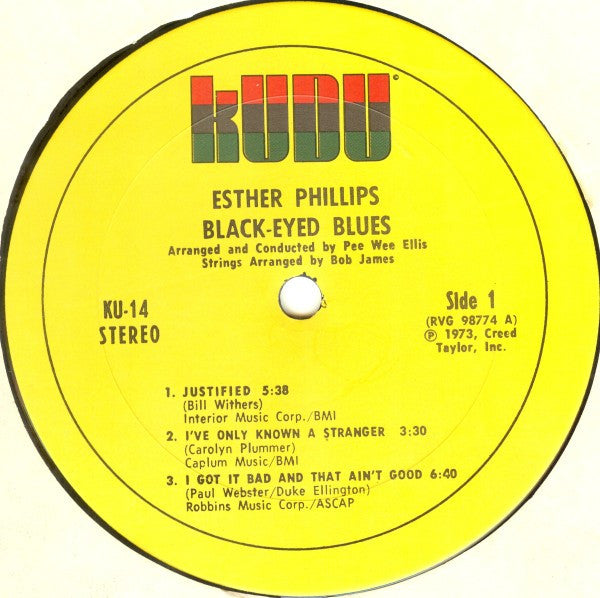 KUDU©
ESTHER PHILLIPS
BLACK-EYED BLUES
Arranged and Conducted by Pee Wee Ellis
Strings Arranged by Bob James
KU-14
STEREO
Side 1
(RVG 98774 A)
℗ 1973, Creed
Taylor, Inc.
1. JUSTIFIED 5:38
(Bill Withers)
Interior Music Corp./BMI
2. I'VE ONLY KNOWN A STRANGER 3:30
(Carolyn Plummer)
Caplum Music/BMI
3. I GOT IT BAD AND THAT AIN'T GOOD 6:40
(Paul Webster/Duke Ellington)
Robbins Music Corp./ASCAP